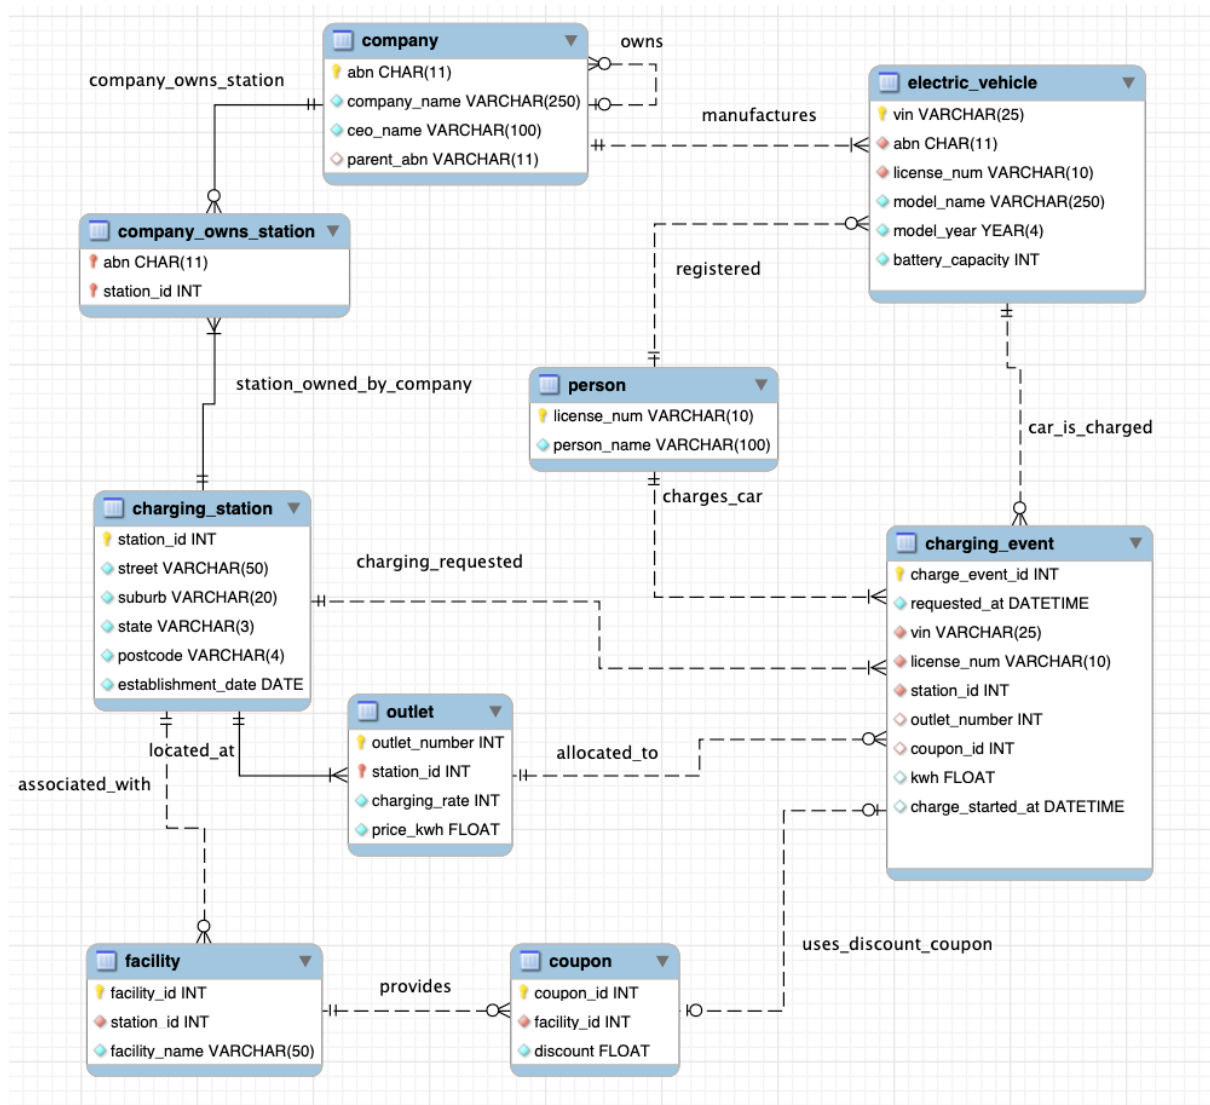 company
abn CHAR(11)
company_name VARCHAR(250)
ceo_name VARCHAR(100)
parent_abn VARCHAR(11)
owns
company_owns_station
manufactures
electric_vehicle
vin VARCHAR(25)
abn CHAR(11)
license_num VARCHAR(10)
model_name VARCHAR(250)
model_year YEAR(4)
battery_capacity INT
company_owns_station
abn CHAR(11)
station_id INT
registered
station_owned_by_company
person
license_num VARCHAR(10)
person_name VARCHAR(100)
car_is_charged
charges_car
charging_station
station_id INT
street VARCHAR(50)
suburb VARCHAR(20)
state VARCHAR(3)
postcode VARCHAR(4)
establishment_date DATE
charging_requested
charging_event
charge_event_id INT
requested_at DATETIME
vin VARCHAR(25)
license_num VARCHAR(10)
station_id INT
outlet_number INT
coupon_id INT
kwh FLOAT
charge_started_at DATETIME
outlet
outlet_number INT
station_id INT
charging_rate INT
price_kwh FLOAT
located_at
allocated_to
associated_with
uses_discount_coupon
facility
facility_id INT
station_id INT
facility_name VARCHAR(50)
provides
coupon
coupon_id INT
facility_id INT
discount FLOAT